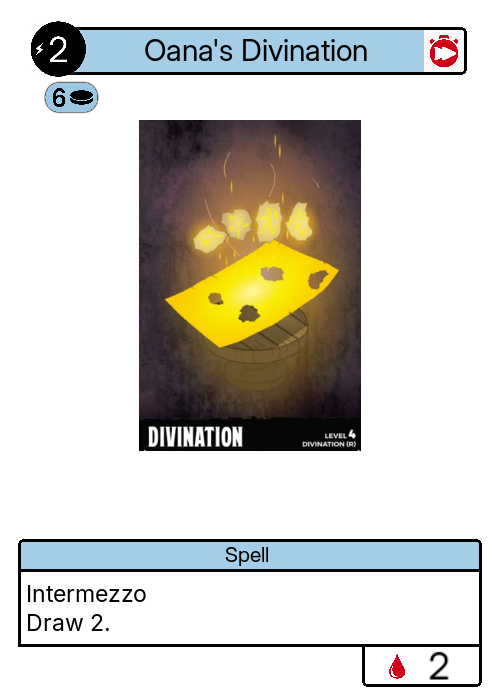 2
Oana's Divination
6
DIVINATION
LEVEL 4
DIVINATION (R)
Spell
Intermezzo
Draw 2.
2